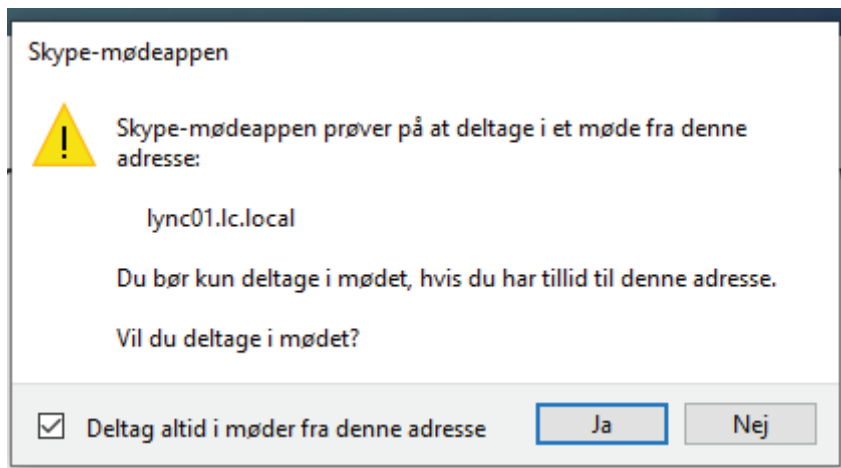 Skype-mødeappen
Skype-mødeappen prøver på at deltage i et møde fra denne
adresse:
lync01.lc.local
Du bør kun deltage i mødet, hvis du har tillid til denne adresse.
Vil du deltage i mødet?
Deltag altid i møder fra denne adresse
Ja
Nej